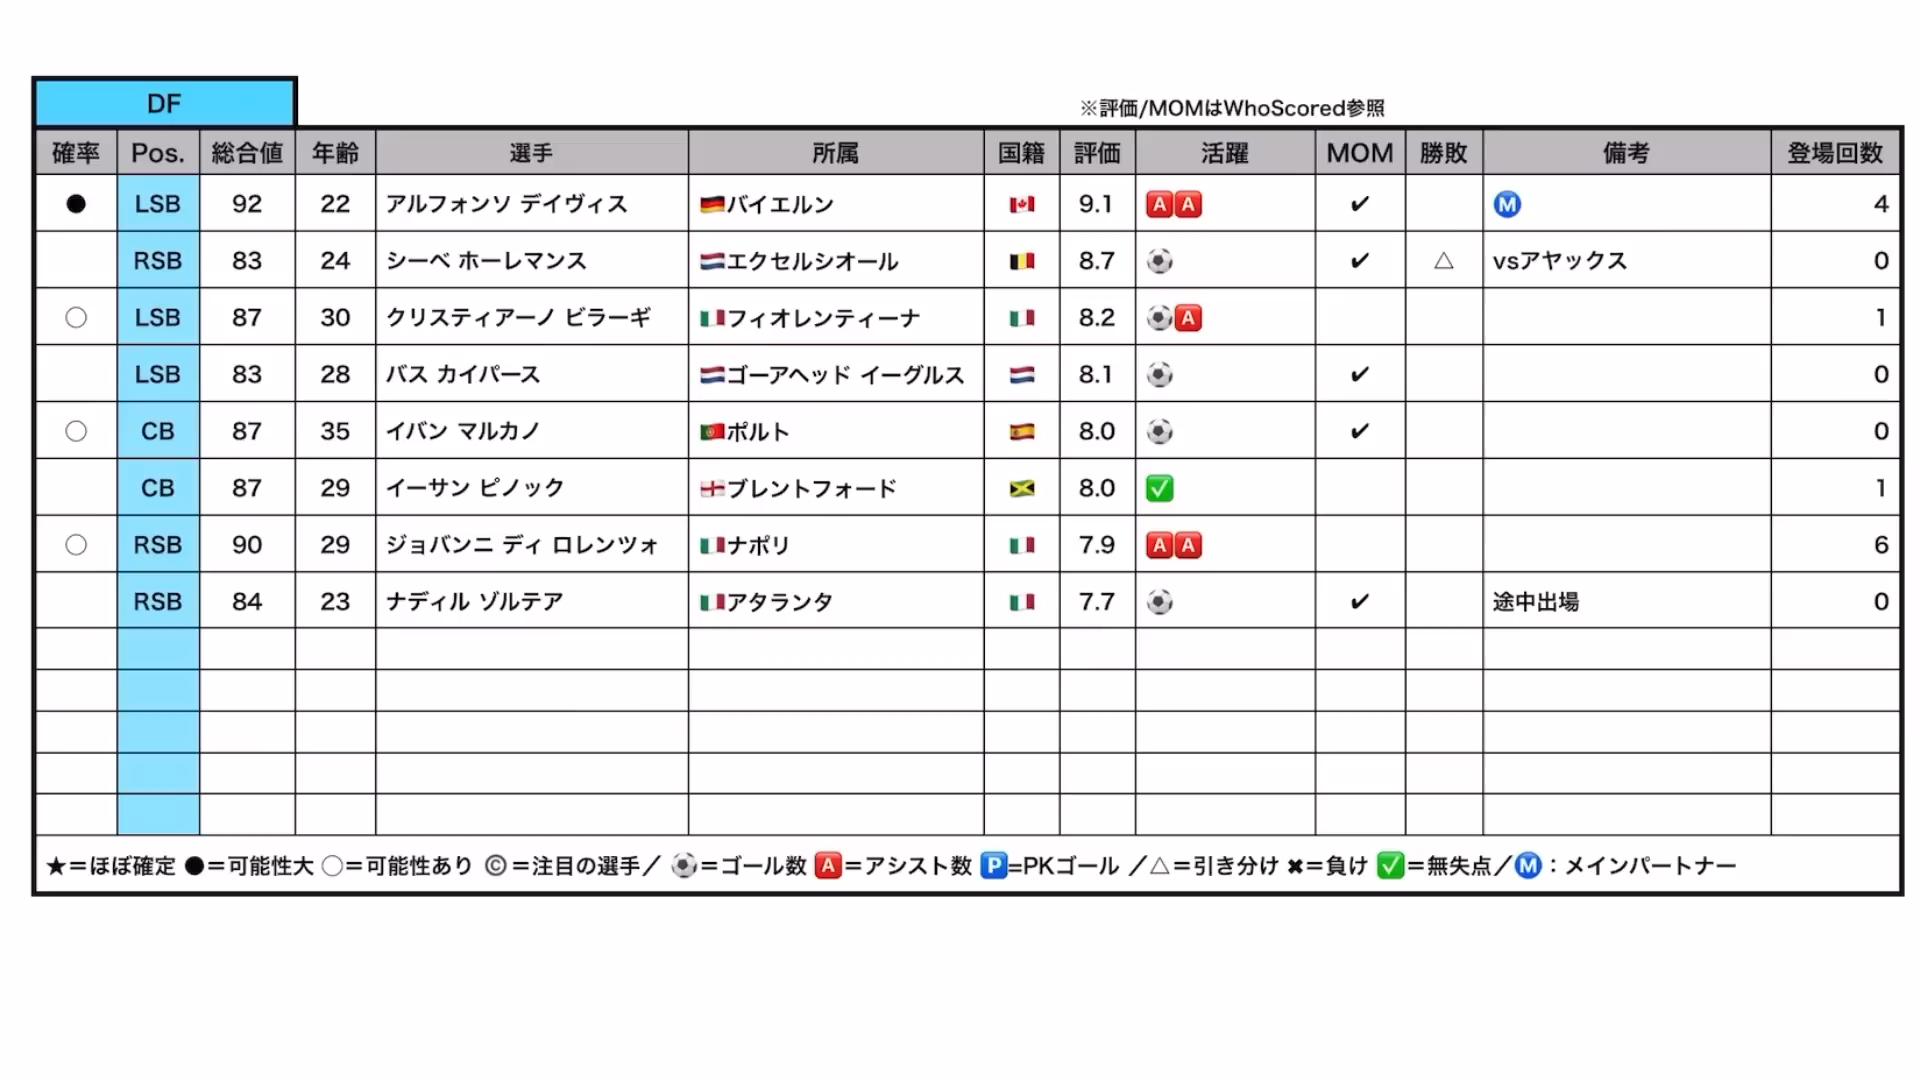 DF
※評価/MOMはWhoScored参照
確率 Pos. 総合値 年齢 選手 所属 国籍 評価 活躍 MOM 勝敗 備考 登場回数
● LSB 92 22 アルフォンソ デイヴィス 🇩🇪バイエルン 🇨🇦 9.1 🅰🅰 ✔ Ⓜ 4
RSB 83 24 シーベ ホーレマンス 🇳🇱エクセルシオール 🇧🇪 8.7 ⚽ ✔ △ vsアヤックス 0
○ LSB 87 30 クリスティアーノ ビラーギ 🇮🇹フィオレンティーナ 🇮🇹 8.2 ⚽🅰 1
LSB 83 28 バス カイパース 🇳🇱ゴーアヘッド イーグルス 🇳🇱 8.1 ⚽ ✔ 0
○ CB 87 35 イバン マルカノ 🇵🇹ポルト 🇪🇸 8.0 ⚽ ✔ 0
CB 87 29 イーサン ピノック 🏴󠁧󠁢󠁥󠁮󠁧󠁿ブレントフォード 🇯🇲 8.0 ✅ 1
○ RSB 90 29 ジョバンニ ディ ロレンツォ 🇮🇹ナポリ 🇮🇹 7.9 🅰🅰 6
RSB 84 23 ナディル ゾルテア 🇮🇹アタランタ 🇮🇹 7.7 ⚽ ✔ 途中出場 0
★＝ほぼ確定 ●＝可能性大 ○＝可能性あり ©＝注目の選手／ ⚽＝ゴール数 🅰＝アシスト数 🅿=PKゴール ／△＝引き分け ✖＝負け ✅＝無失点／Ⓜ：メインパートナー